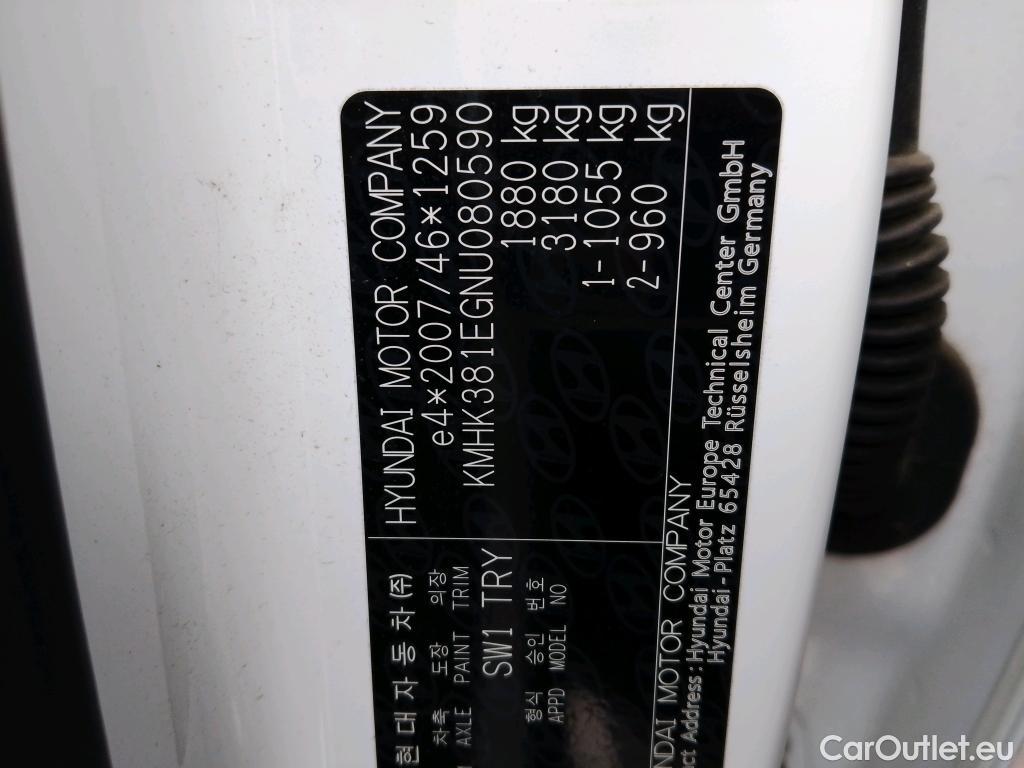 HYUNDAI MOTOR COMPANY
e4*2007/46*1259
KMHK381EGNU080590
1880 kg
3180 kg
1-1055 kg
2-960 kg
현대자동차(주)
차축 도장 의장
AXLE PAINT TRIM
SW1 TRY
형식 승인 번호
APPD MODEL NO
MOTOR COMPANY
Address: Hyundai Motor Europe Technical Center GmbH
Hyundai-Platz 65428 Rüsselsheim Germany
CarOutlet.eu